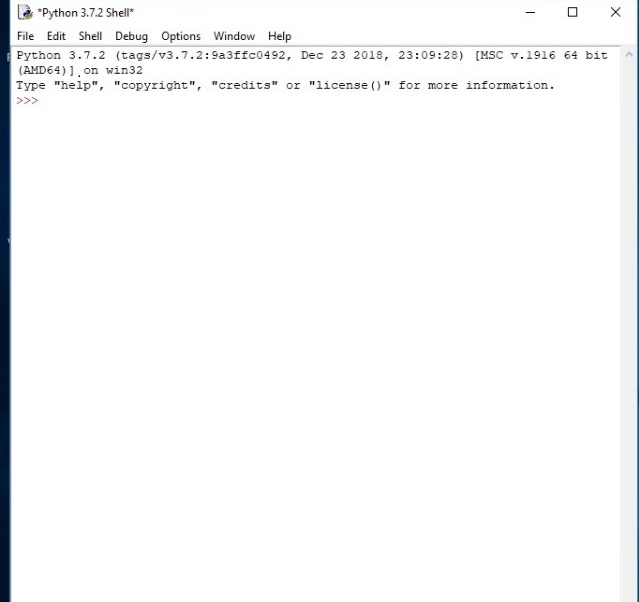 *Python 3.7.2 Shell*
File Edit Shell Debug Options Window Help
Python 3.7.2 (tags/v3.7.2:9a3ffc0492, Dec 23 2018, 23:09:28) [MSC v.1916 64 bit
(AMD64)] on win32
Type "help", "copyright", "credits" or "license()" for more information.
>>>